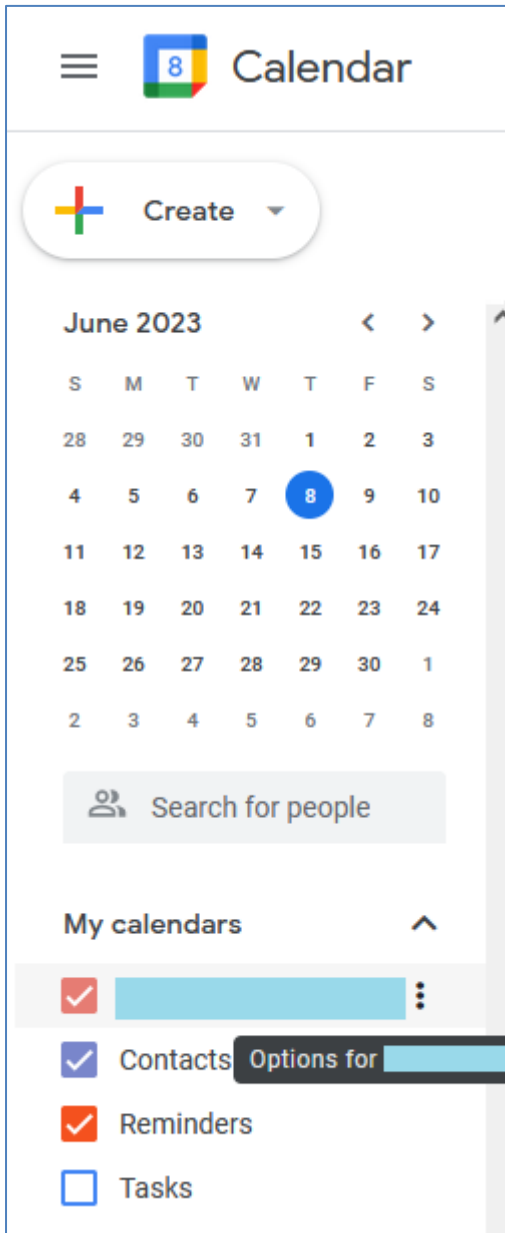 8 Calendar
Create
June 2023
S M T W T F S
28 29 30 31 1 2 3
4 5 6 7 8 9 10
11 12 13 14 15 16 17
18 19 20 21 22 23 24
25 26 27 28 29 30 1
2 3 4 5 6 7 8
Search for people
My calendars
Contacts Options for
Reminders
Tasks